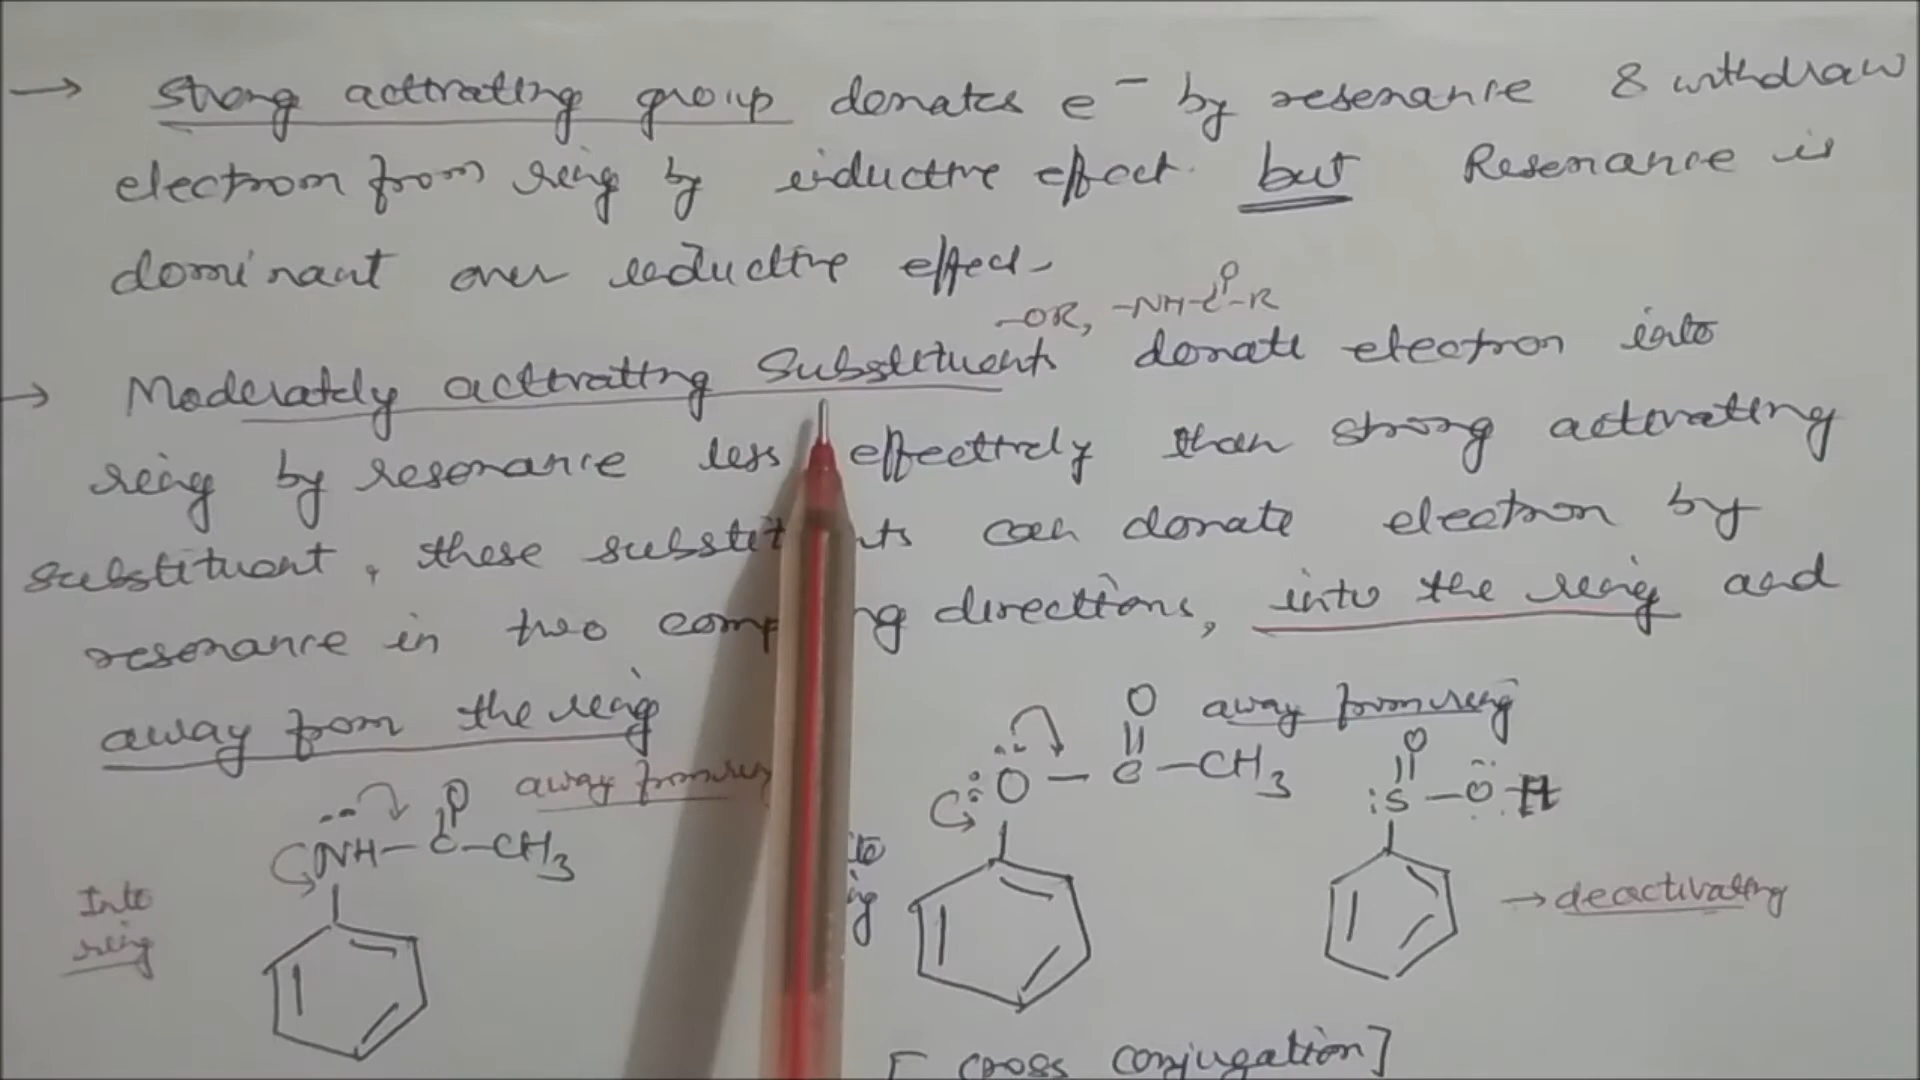 → Strong activating group donates e⁻ by resonance & withdraw
electron from ring by inductive effect. but Resonance is
dominant over inductive effect.
-OR, -NH-C-R
O
→ Moderately activating Substituents donate electron into
ring by resonance less effectively than strong activating
substituent, these substit ts can donate electron by
resonance in two comp ng directions, into the ring and
away from the ring
away from ring
O
O
NH-C-CH3
O
:O-C-CH3
away from ring
O
:S-O-H
Into
ring
→ deactivating
[ cross conjugation]